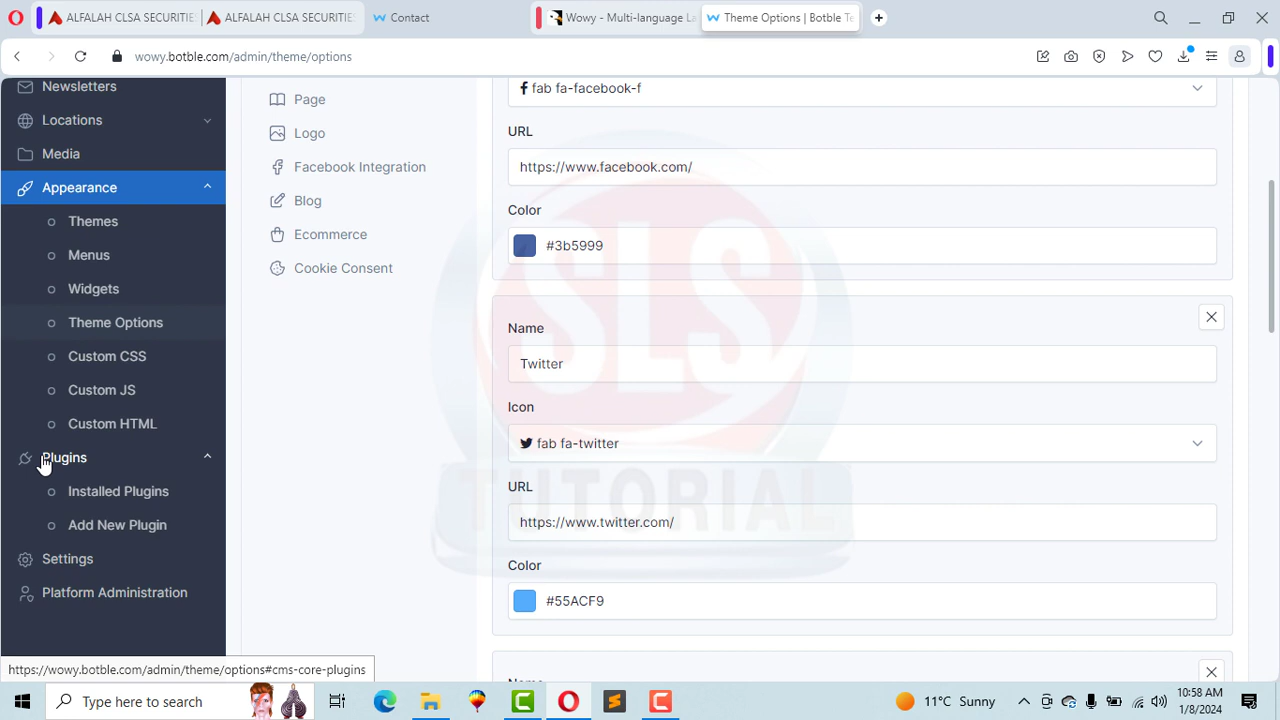 ALFALAH CLSA SECURITIE
ALFALAH CLSA SECURITIE
Contact
Wowy - Multi-language La
Theme Options | Botble Te
wowy.botble.com/admin/theme/options
Newsletters
Locations
Media
Appearance
Themes
Menus
Widgets
Theme Options
Custom CSS
Custom JS
Custom HTML
Plugins
Installed Plugins
Add New Plugin
Settings
Platform Administration
https://wowy.botble.com/admin/theme/options#cms-core-plugins
Page
Logo
Facebook Integration
Blog
Ecommerce
Cookie Consent
fab fa-facebook-f
URL
https://www.facebook.com/
Color
#3b5999
Name
Twitter
Icon
fab fa-twitter
URL
https://www.twitter.com/
Color
#55ACF9
SLS
TUTORIAL
Type here to search
11°C Sunny
10:58 AM
1/8/2024